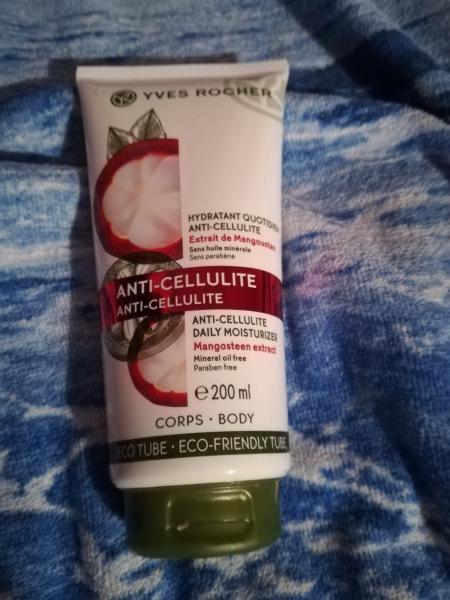 YVES ROCHER
HYDRATANT QUOTIDIEN
ANTI-CELLULITE
Extrait de Mangoustan
Sans huile minérale
Sans parabène
ANTI-CELLULITE
ANTI-CELLULITE
ANTI-CELLULITE
DAILY MOISTURIZER
Mangosteen extract
Mineral oil free
Paraben free
℮ 200 ml
CORPS • BODY
ECO TUBE • ECO-FRIENDLY TUBE